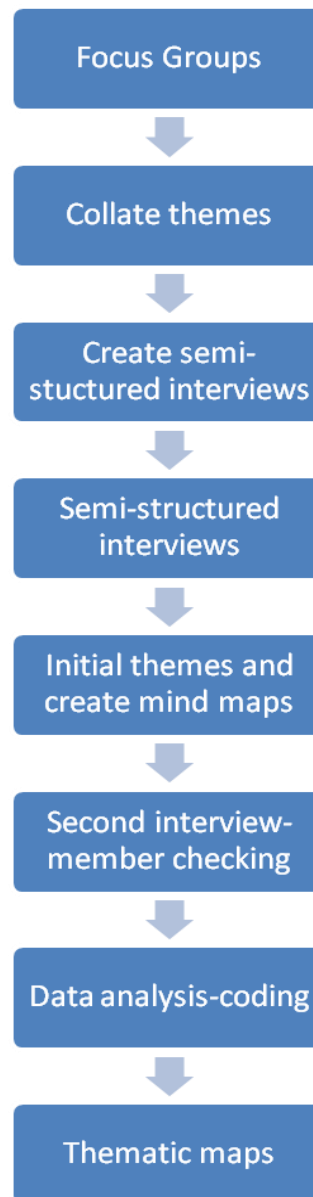 Focus Groups
Collate themes
Create semi-
stuctured interviews
Semi-structured
interviews
Initial themes and
create mind maps
Second interview-
member checking
Data analysis-coding
Thematic maps